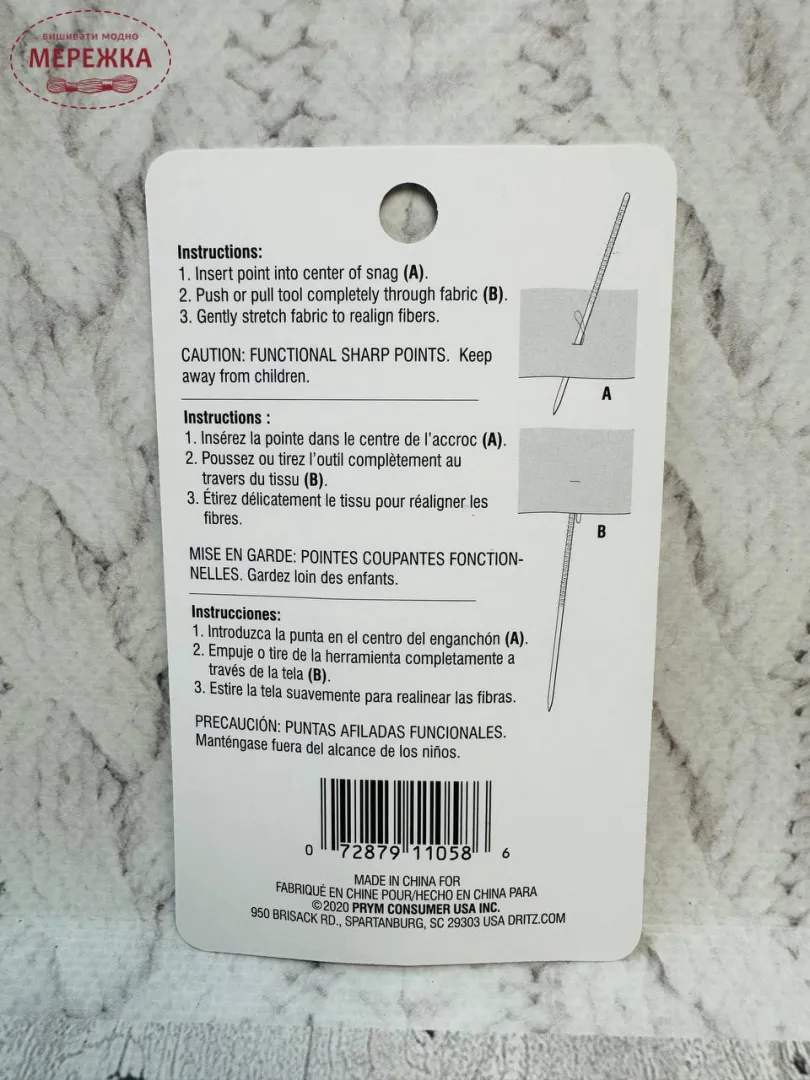 вишивати модно
МЕРЕЖКА
Instructions:
1. Insert point into center of snag (A).
2. Push or pull tool completely through fabric (B).
3. Gently stretch fabric to realign fibers.
CAUTION: FUNCTIONAL SHARP POINTS. Keep
away from children.
A
Instructions :
1. Insérez la pointe dans le centre de l'accroc (A).
2. Poussez ou tirez l'outil complètement au
travers du tissu (B).
3. Étirez délicatement le tissu pour réaligner les
fibres.
B
MISE EN GARDE: POINTES COUPANTES FONCTION-
NELLES. Gardez loin des enfants.
Instrucciones:
1. Introduzca la punta en el centro del enganchón (A).
2. Empuje o tire de la herramienta completamente a
través de la tela (B).
3. Estire la tela suavemente para realinear las fibras.
PRECAUCIÓN: PUNTAS AFILADAS FUNCIONALES.
Manténgase fuera del alcance de los niños.
0 72879 11058 6
MADE IN CHINA FOR
FABRIQUÉ EN CHINE POUR/HECHO EN CHINA PARA
©2020 PRYM CONSUMER USA INC.
950 BRISACK RD., SPARTANBURG, SC 29303 USA DRITZ.COM